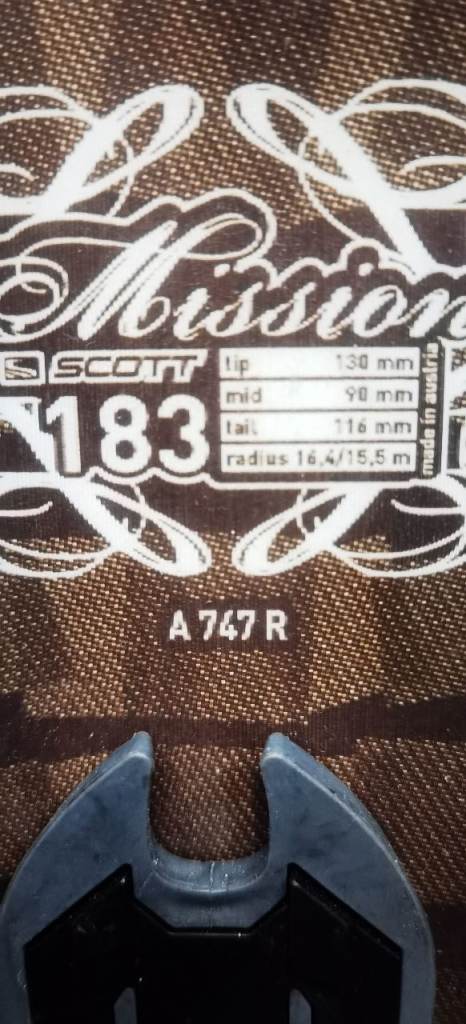 Mission
SCOTT
183
tip 130 mm
mid 90 mm
tail 116 mm
radius 16,4/15,5 m
made in austria
A 747 R